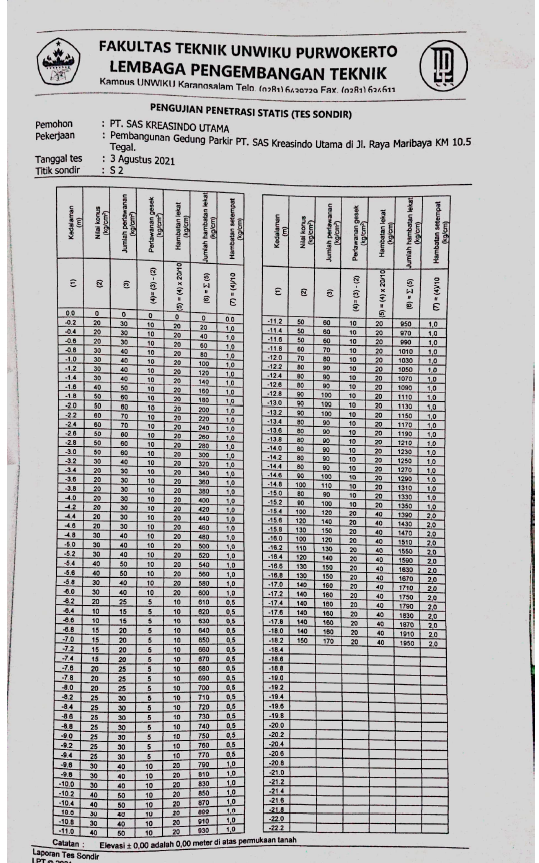 FAKULTAS TEKNIK UNWIKU PURWOKERTO
LEMBAGA PENGEMBANGAN TEKNIK
Kampus UNWIKU Karangsalam Telp. (0281) Fax. (0281)
PENGUJIAN PENETRASI STATIS (TES SONDIR)
Pemohon : PT. SAS KREASINDO UTAMA
Pekerjaan : Pembangunan Gedung Parkir PT. SAS Kreasindo Utama di Jl. Raya Maribaya KM 10.5
Tegal.
Tanggal tes : 3 Agustus 2021
Titik sondir : S 2
Kedalaman (m) Nilai konus (kg/cm²) Jumlah perlawanan (kg/cm²) Perlawanan gesek (kg/cm²) Hambatan lekat (kg/cm) Jumlah hambatan lekat (kg/cm) Hambatan setempat (kg/cm²)
(1) (2) (3) (4)= (3) - (2) (5) = (4) x 20/10 (6) = Σ (5) (7) = (4)/10
0.0 0 0 0 0 0 0.0
-0.2 20 30 10 20 20 1,0
-0.4 20 30 10 20 40 1,0
-0.6 20 30 10 20 60 1,0
-0.8 30 40 10 20 80 1,0
-1.0 30 40 10 20 100 1,0
-1.2 30 40 10 20 120 1,0
-1.4 30 40 10 20 140 1,0
-1.6 40 50 10 20 160 1,0
-1.8 50 60 10 20 180 1,0
-2.0 50 60 10 20 200 1,0
-2.2 60 70 10 20 220 1,0
-2.4 60 70 10 20 240 1,0
-2.6 50 60 10 20 260 1,0
-2.8 50 60 10 20 280 1,0
-3.0 50 60 10 20 300 1,0
-3.2 30 40 10 20 320 1,0
-3.4 20 30 10 20 340 1,0
-3.6 20 30 10 20 360 1,0
-3.8 20 30 10 20 380 1,0
-4.0 20 30 10 20 400 1,0
-4.2 20 30 10 20 420 1,0
-4.4 20 30 10 20 440 1,0
-4.6 20 30 10 20 460 1,0
-4.8 30 40 10 20 480 1,0
-5.0 30 40 10 20 500 1,0
-5.2 30 40 10 20 520 1,0
-5.4 40 50 10 20 540 1,0
-5.6 40 50 10 20 560 1,0
-5.8 30 40 10 20 580 1,0
-6.0 30 40 10 20 600 1,0
-6.2 20 25 5 10 610 0,5
-6.4 10 15 5 10 620 0,5
-6.6 10 15 5 10 630 0,5
-6.8 15 20 5 10 640 0,5
-7.0 15 20 5 10 650 0,5
-7.2 15 20 5 10 660 0,5
-7.4 15 20 5 10 670 0,5
-7.6 20 25 5 10 680 0,5
-7.8 20 25 5 10 690 0,5
-8.0 20 25 5 10 700 0,5
-8.2 25 30 5 10 710 0,5
-8.4 25 30 5 10 720 0,5
-8.6 25 30 5 10 730 0,5
-8.8 25 30 5 10 740 0,5
-9.0 25 30 5 10 750 0,5
-9.2 25 30 5 10 760 0,5
-9.4 25 30 5 10 770 0,5
-9.6 30 40 10 20 790 1,0
-9.8 30 40 10 20 810 1,0
-10.0 30 40 10 20 830 1,0
-10.2 40 50 10 20 850 1,0
-10.4 40 50 10 20 870 1,0
30 40 10 20 1,0
-10.8 30 40 10 20 910 1,0
-11.0 40 50 10 20 930 1,0
Kedalaman (m) Nilai konus (kg/cm²) Jumlah perlawanan (kg/cm²) Perlawanan gesek (kg/cm²) Hambatan lekat (kg/cm) Jumlah hambatan lekat (kg/cm) Hambatan setempat (kg/cm²)
(1) (2) (3) (4)= (3) - (2) (5) = (4) x 20/10 (6) = Σ (5) (7) = (4)/10
-11.2 50 60 10 20 950 1,0
-11.4 50 60 10 20 970 1,0
-11.6 50 60 10 20 990 1,0
-11.8 60 70 10 20 1010 1,0
-12.0 70 80 10 20 1030 1,0
-12.2 80 90 10 20 1050 1,0
-12.4 80 90 10 20 1070 1,0
-12.6 80 90 10 20 1090 1,0
-12.8 90 100 10 20 1110 1,0
-13.0 90 100 10 20 1130 1,0
-13.2 90 100 10 20 1150 1,0
-13.4 80 90 10 20 1170 1,0
-13.6 80 90 10 20 1190 1,0
-13.8 80 90 10 20 1210 1,0
-14.0 80 90 10 20 1230 1,0
-14.2 80 90 10 20 1250 1,0
-14.4 80 90 10 20 1270 1,0
-14.6 90 100 10 20 1290 1,0
-14.8 100 110 10 20 1310 1,0
-15.0 80 90 10 20 1330 1,0
-15.2 90 100 10 20 1350 1,0
-15.4 100 120 20 40 1390 2,0
-15.6 120 140 20 40 1430 2,0
-15.8 130 150 20 40 1470 2,0
-16.0 100 120 20 40 1510 2,0
-16.2 110 130 20 40 1550 2,0
-16.4 120 140 20 40 1590 2,0
-16.6 130 150 20 40 1630 2,0
-16.8 130 150 20 40 1670 2,0
-17.0 140 160 20 40 1710 2,0
-17.2 140 160 20 40 1750 2,0
-17.4 140 160 20 40 1790 2,0
-17.6 140 160 20 40 1830 2,0
-17.8 140 160 20 40 1870 2,0
-18.0 140 160 20 40 1910 2,0
-18.2 150 170 20 40 1950 2,0
-18.4
-18.6
-18.8
-19.0
-19.2
-19.4
-19.6
-19.8
-20.0
-20.2
-20.4
-20.6
-20.8
-21.0
-21.2
-21.4
-21.6
-21.8
-22.0
-22.2
Catatan : Elevasi ± 0,00 adalah 0,00 meter di atas permukaan tanah
Laporan Tes Sondir